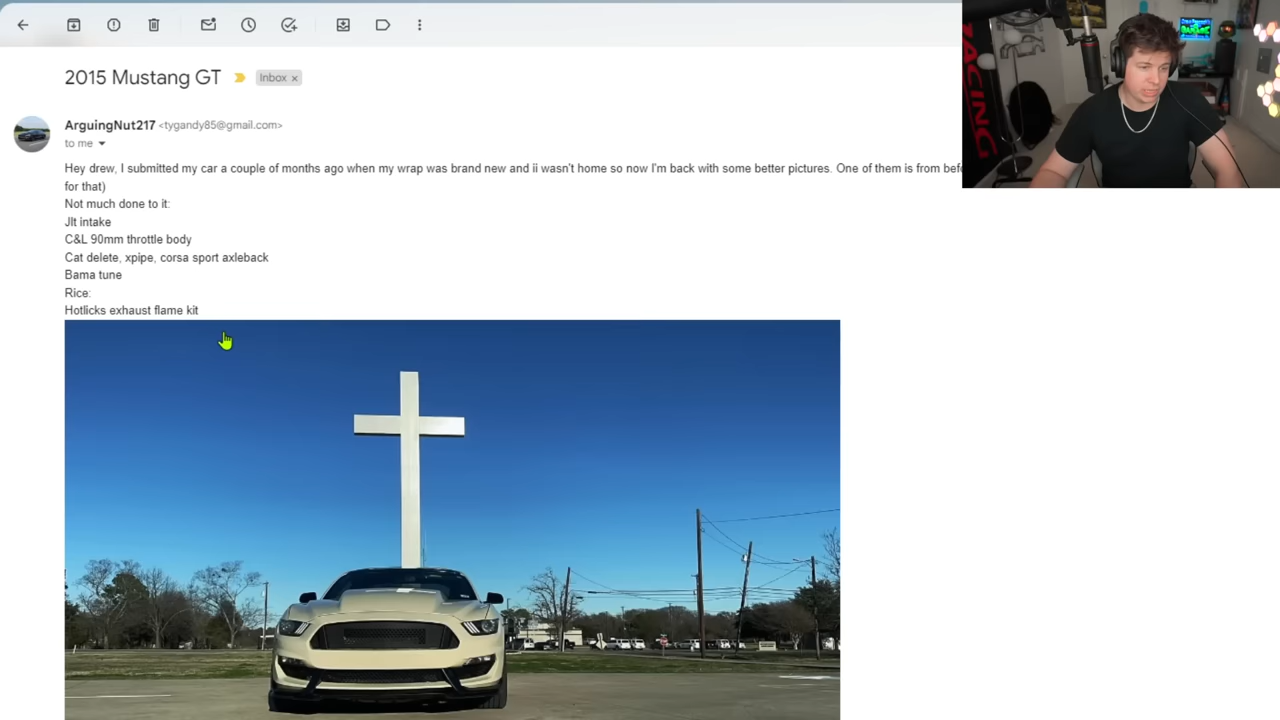 2015 Mustang GT
Inbox ×
ArguingNut217 <tygandy85@gmail.com>
to me
Hey drew, I submitted my car a couple of months ago when my wrap was brand new and ii wasn't home so now I'm back with some better pictures. One of them is from
for that)
Not much done to it:
Jlt intake
C&L 90mm throttle body
Cat delete, xpipe, corsa sport axleback
Bama tune
Rice:
Hotlicks exhaust flame kit
RACING